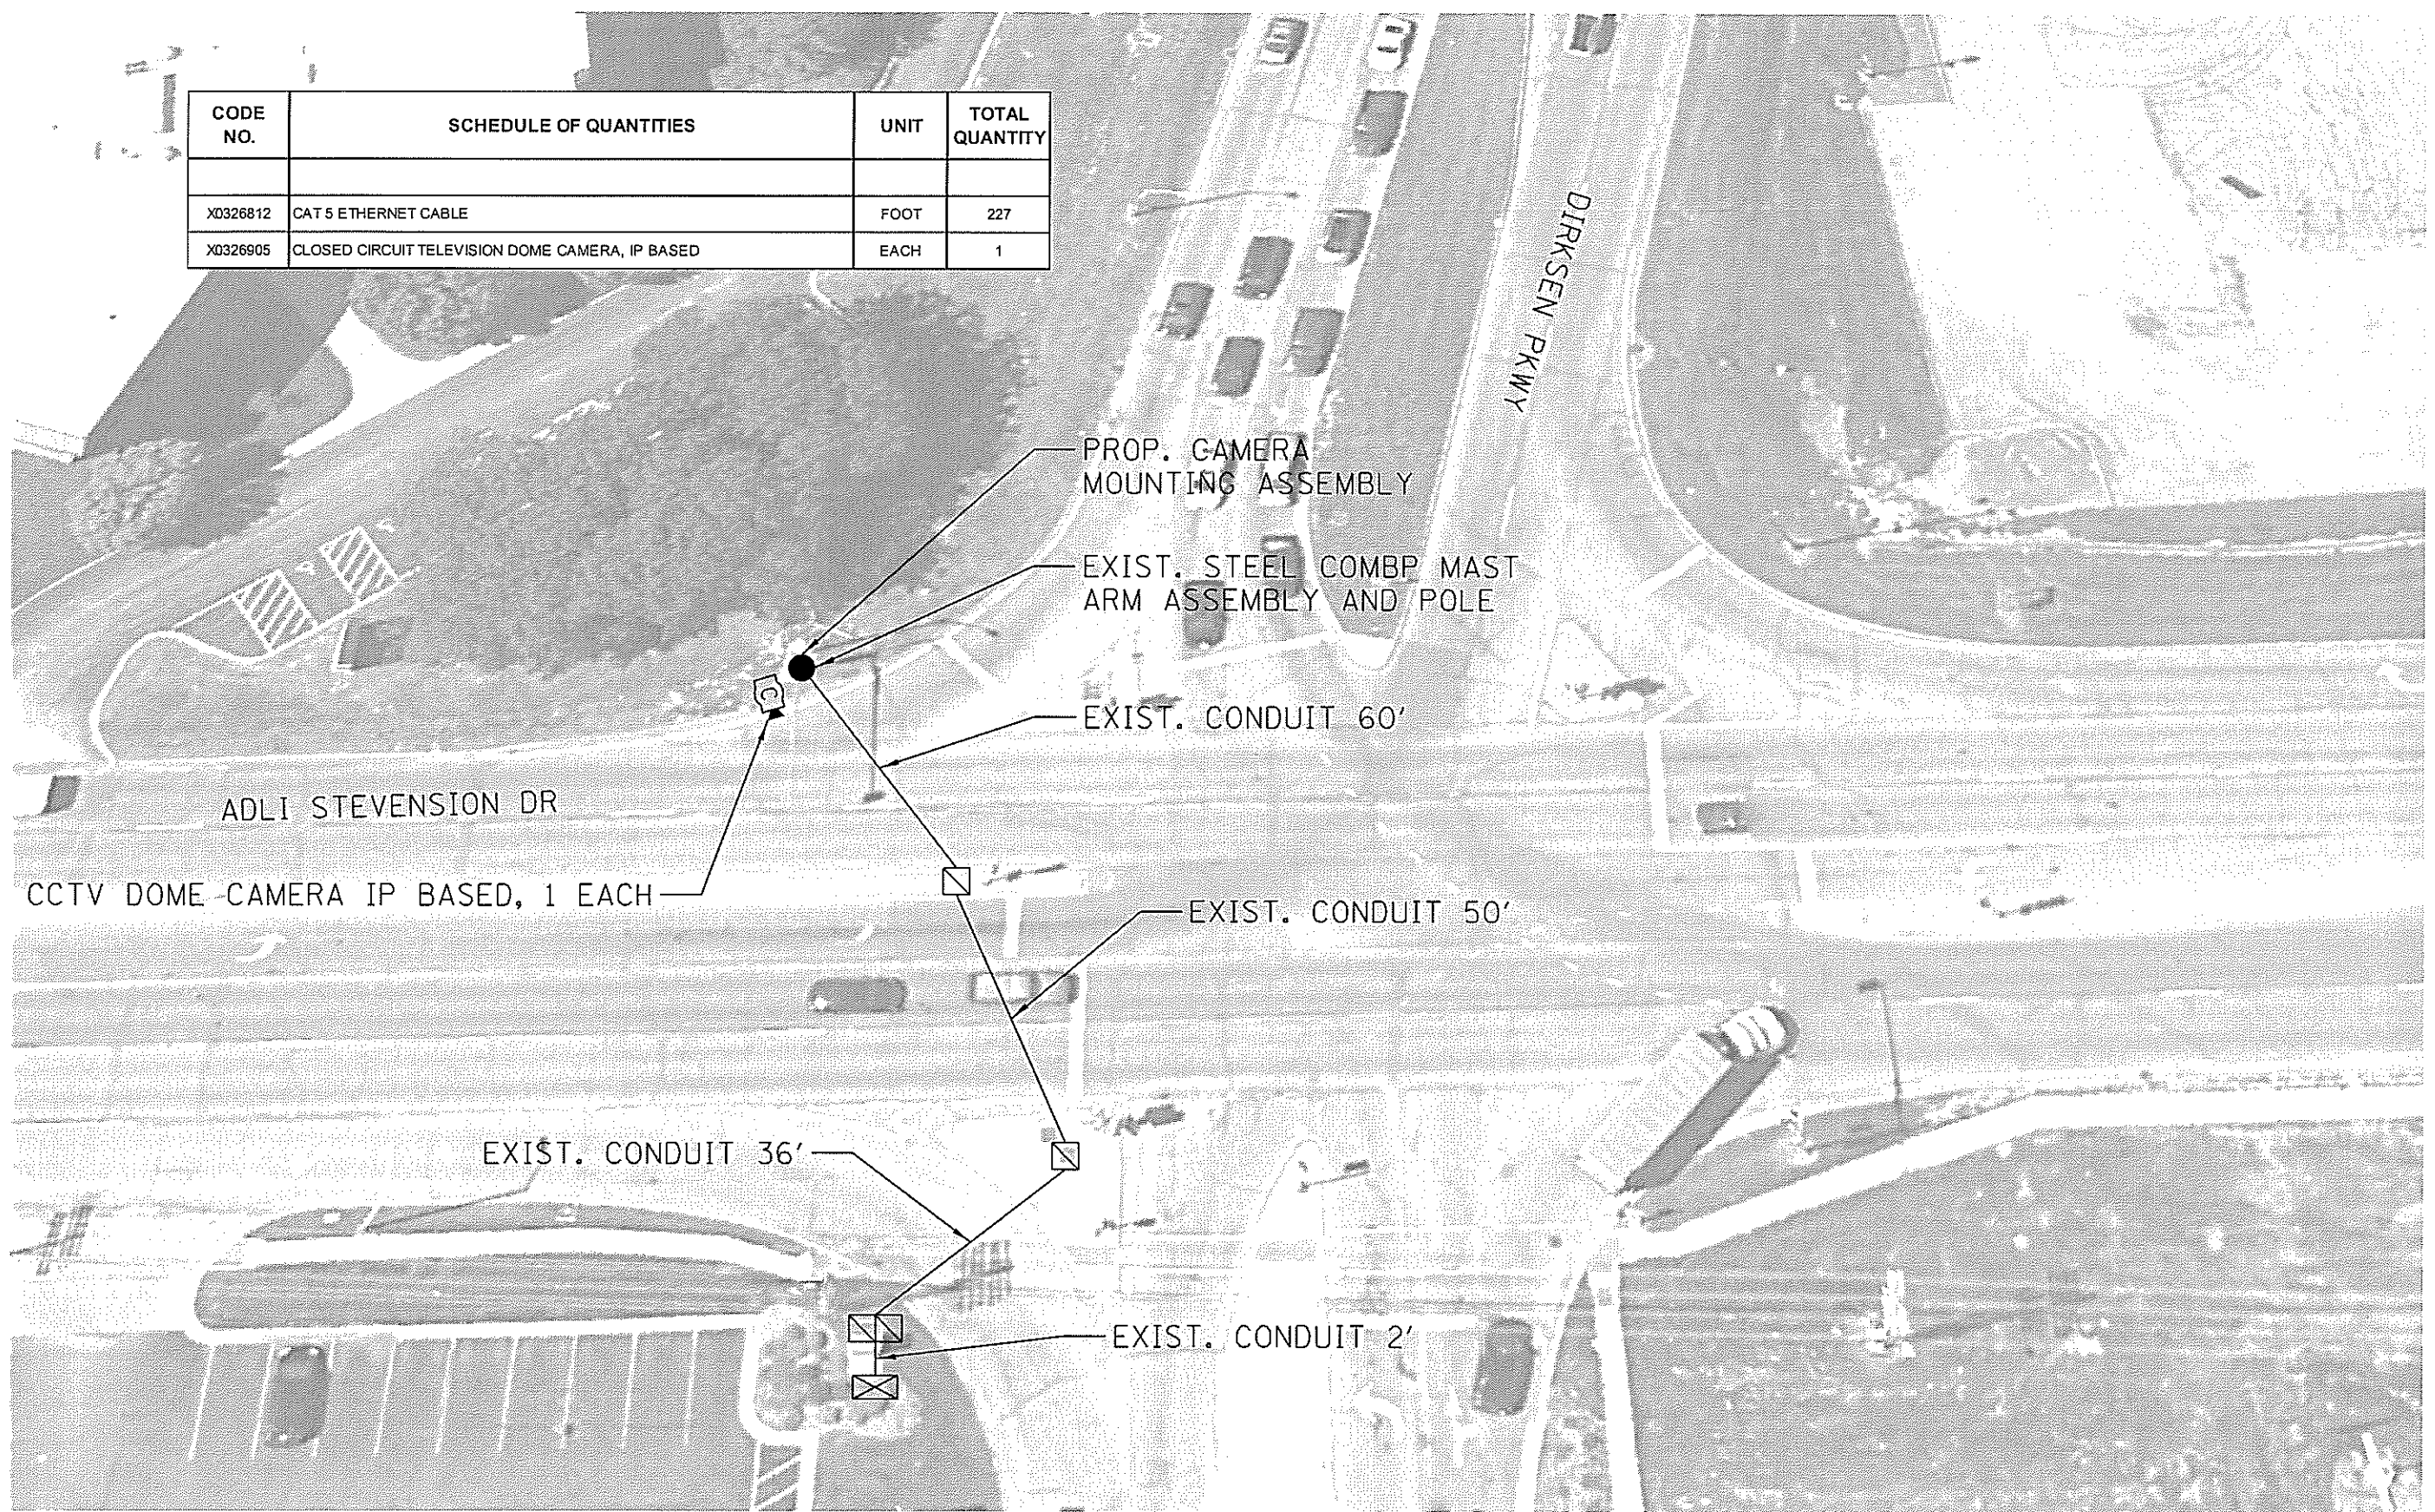 CODE NO. SCHEDULE OF QUANTITIES UNIT TOTAL QUANTITY
X0326812 CAT 5 ETHERNET CABLE FOOT 227
X0326905 CLOSED CIRCUIT TELEVISION DOME CAMERA, IP BASED EACH 1
DIRKSEN PKWY
PROP. CAMERA
MOUNTING ASSEMBLY
EXIST. STEEL COMBP MAST
ARM ASSEMBLY AND POLE
C
EXIST. CONDUIT 60'
ADLI STEVENSION DR
CCTV DOME CAMERA IP BASED, 1 EACH
EXIST. CONDUIT 50'
EXIST. CONDUIT 36'
EXIST. CONDUIT 2'